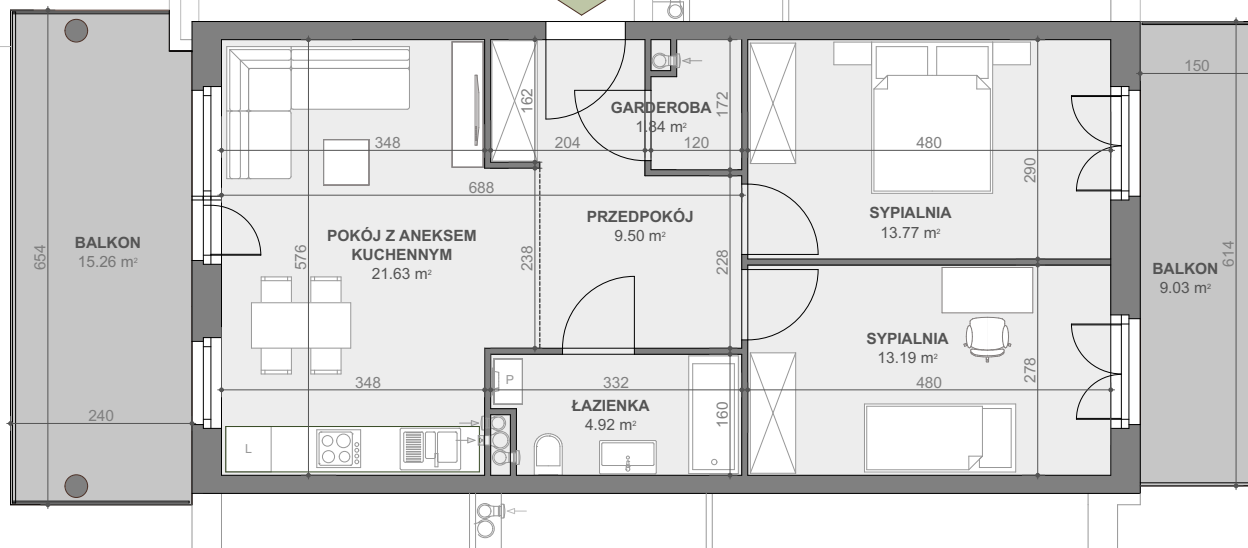 BALKON
15.26 m²
654
240
348
688
576
POKÓJ Z ANEKSEM
KUCHENNYM
21.63 m²
348
L
162
204
238
GARDEROBA
1.84 m²
172
120
PRZEDPOKÓJ
9.50 m²
228
P
332
ŁAZIENKA
4.92 m²
160
480
290
SYPIALNIA
13.77 m²
SYPIALNIA
13.19 m²
278
480
150
BALKON
9.03 m²
614